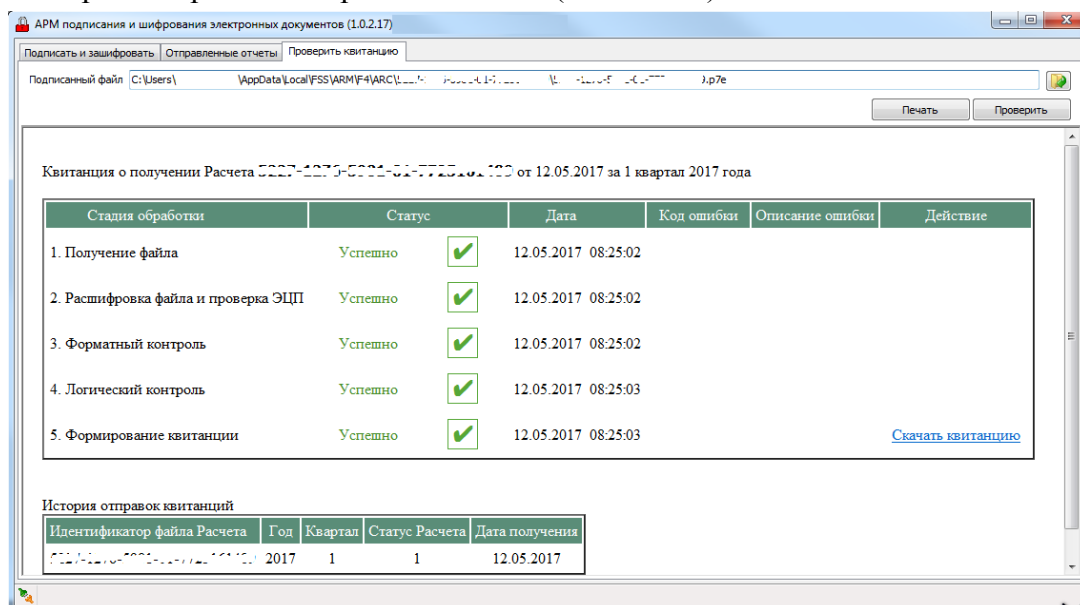 АРМ подписания и шифрования электронных документов (1.0.2.17)
Подписать и зашифровать Отправленные отчеты Проверить квитанцию
Подписанный файл C:\Users\ \AppData\Local\FSS\ARM\F4\ARC\ .p7e
Печать Проверить
Квитанция о получении Расчета от 12.05.2017 за 1 квартал 2017 года
Стадия обработки Статус Дата Код ошибки Описание ошибки Действие
1. Получение файла Успешно 12.05.2017 08:25:02
2. Расшифровка файла и проверка ЭЦП Успешно 12.05.2017 08:25:02
3. Форматный контроль Успешно 12.05.2017 08:25:02
4. Логический контроль Успешно 12.05.2017 08:25:03
5. Формирование квитанции Успешно 12.05.2017 08:25:03 Скачать квитанцию
История отправок квитанций
Идентификатор файла Расчета Год Квартал Статус Расчета Дата получения
2017 1 1 12.05.2017